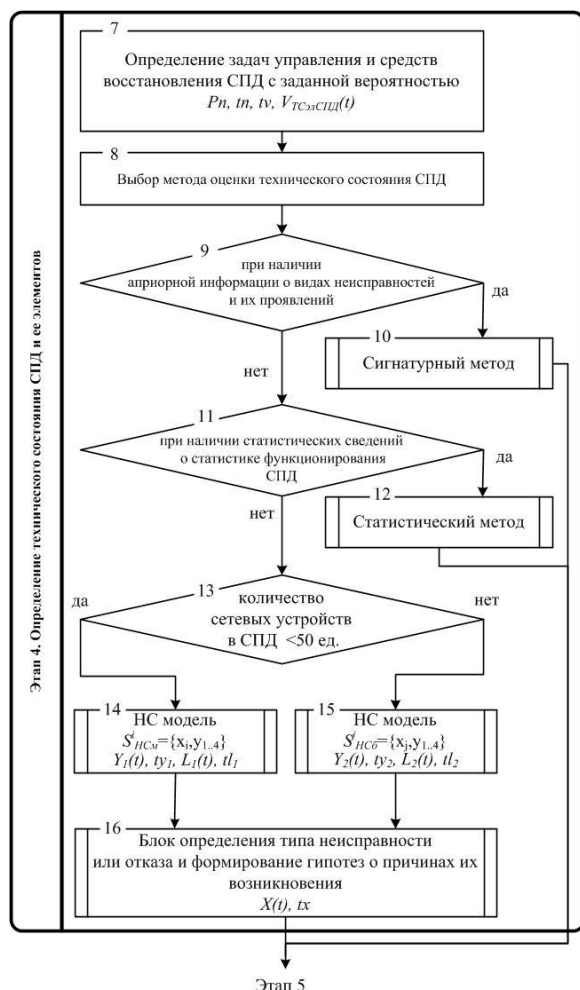 Этап 4. Определение технического состояния СПД и ее элементов
7
Определение задач управления и средств
восстановления СПД с заданной вероятностью
Pn, tn, tv, VТСэлСПД(t)
8
Выбор метода оценки технического состояния СПД
9
при наличии
априорной информации о видах неисправностей
и их проявлений
да
нет
10
Сигнатурный метод
11
при наличии статистических сведений
о статистике функционирования
СПД
да
нет
12
Статистический метод
13
количество
сетевых устройств
в СПД <50 ед.
да
нет
14
НС модель
SiНСм={xi,y1..4}
Y1(t), ty1, L1(t), tl1
15
НС модель
SjНСб={xj,y1..4}
Y2(t), ty2, L2(t), tl2
16
Блок определения типа неисправности
или отказа и формирование гипотез о причинах их
возникновения
X(t), tx
Этап 5